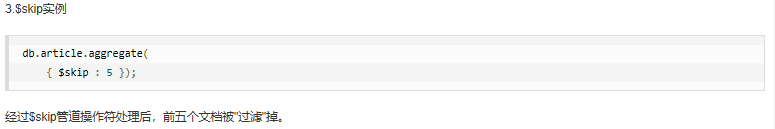 3.$skip实例
db.article.aggregate(
    { $skip : 5 });
经过$skip管道操作符处理后，前五个文档被"过滤"掉。